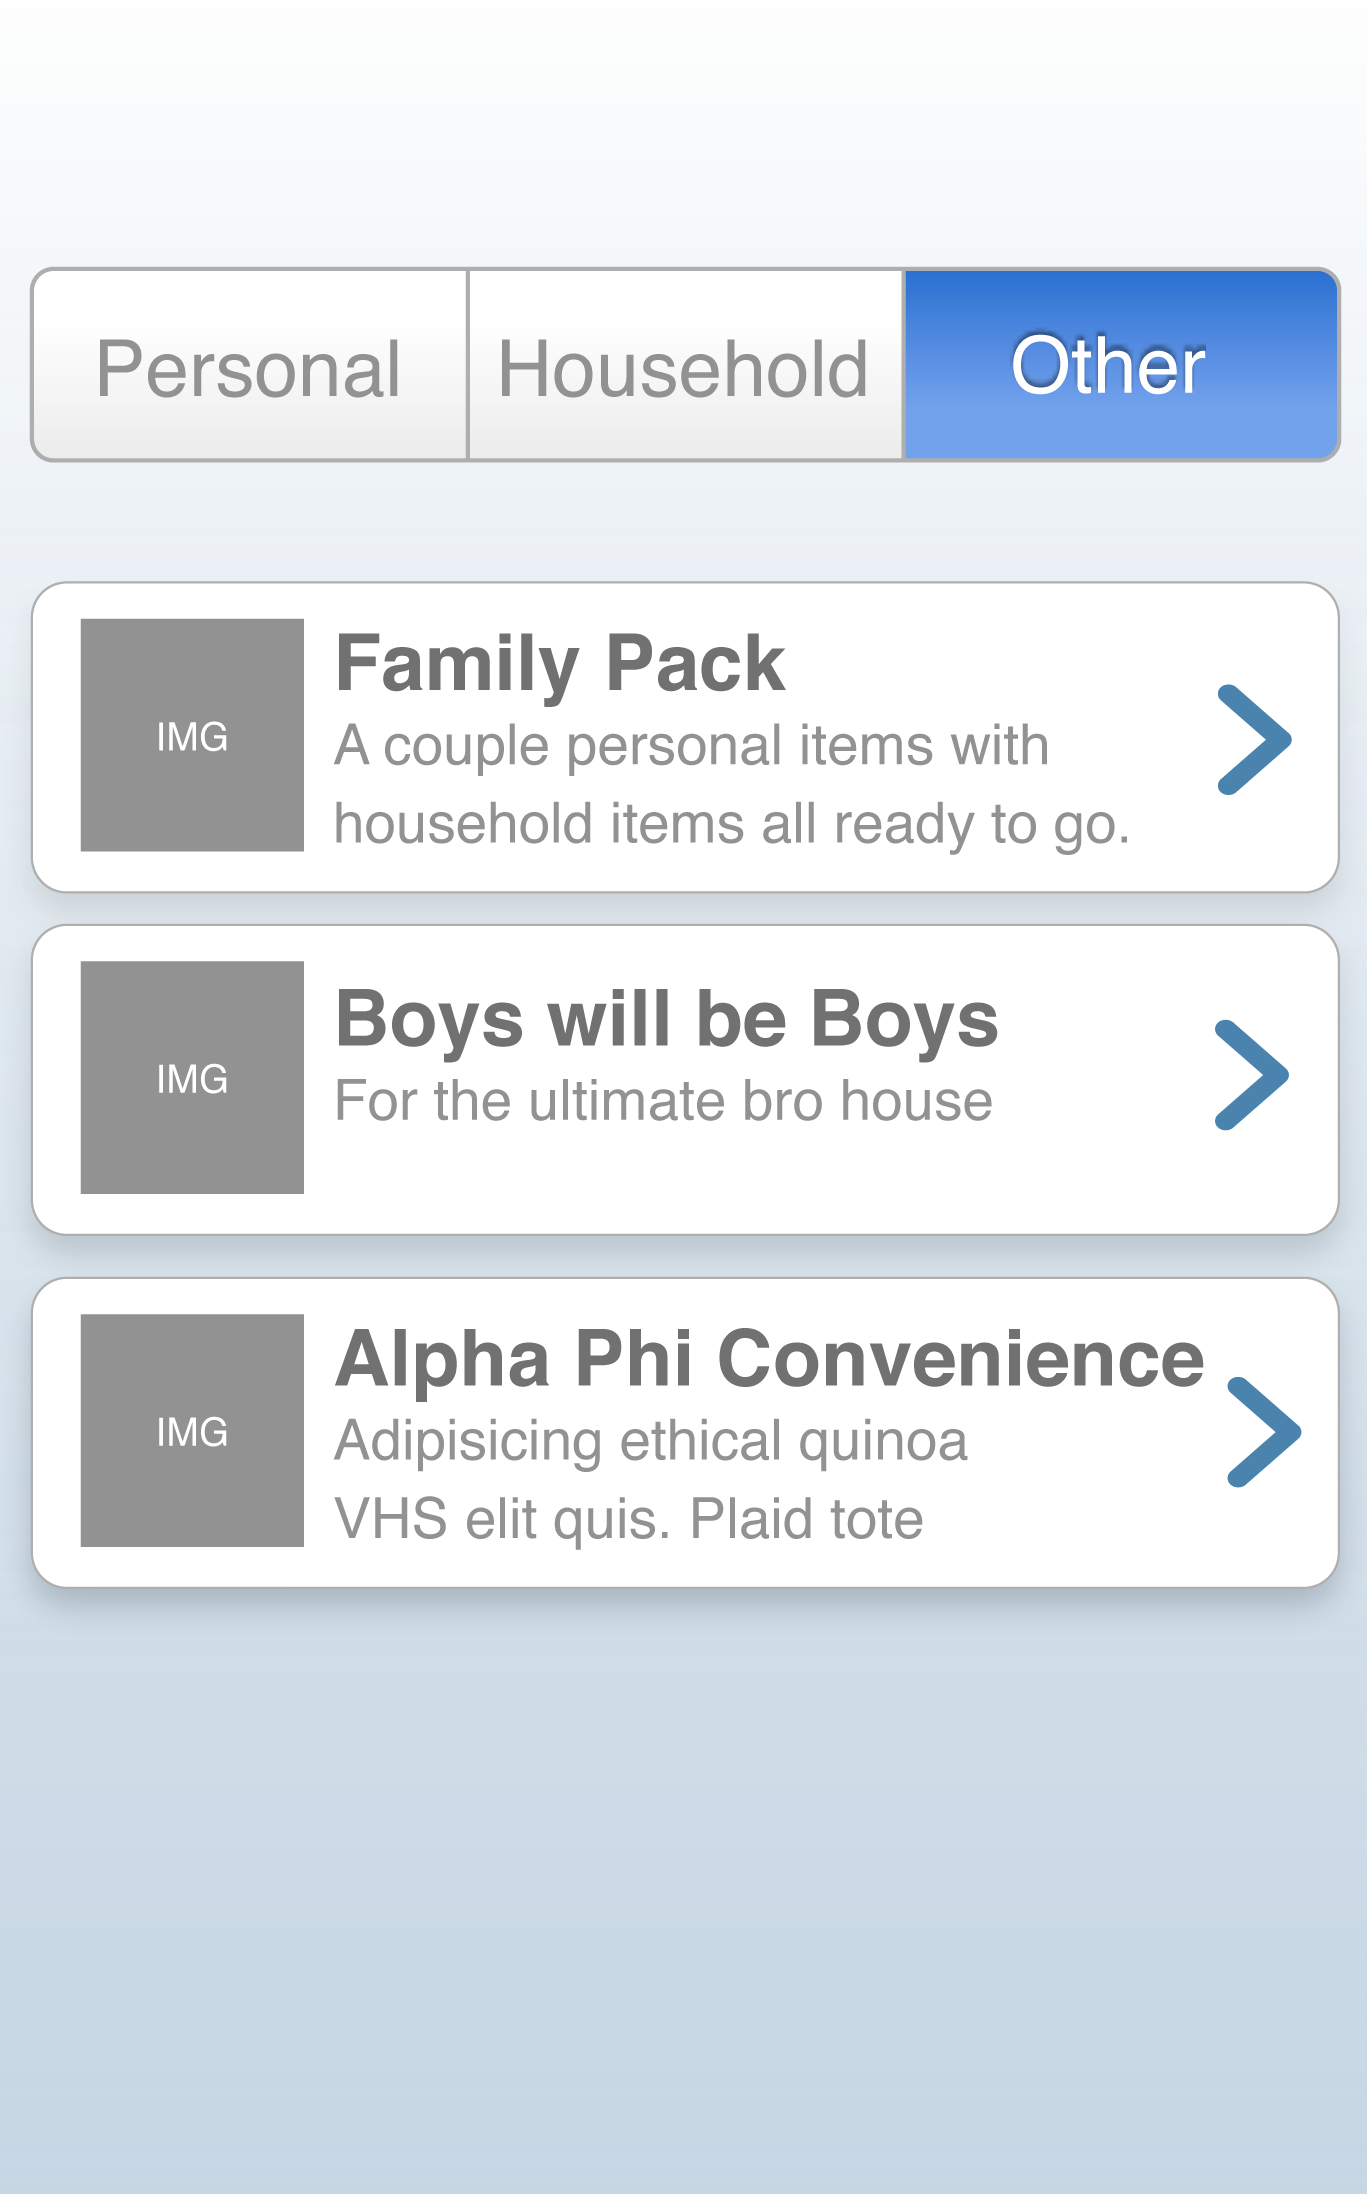 Personal Household Other
IMG
Family Pack
A couple personal items with
household items all ready to go.
IMG
Boys will be Boys
For the ultimate bro house
IMG
Alpha Phi Convenience
Adipisicing ethical quinoa
VHS elit quis. Plaid tote